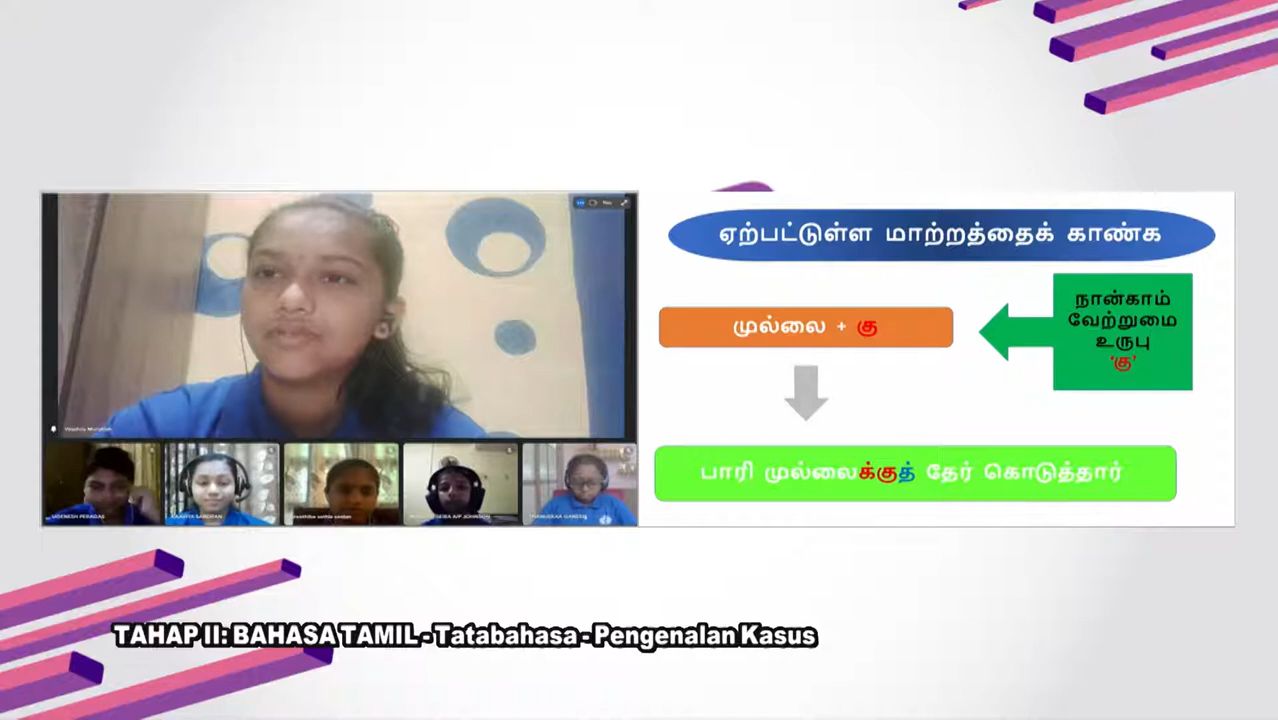 ஏற்பட்டுள்ள மாற்றத்தைக் காண்க
முல்லை + கு
நான்காம்
வேற்றுமை
உருபு
‘கு’
பாரி முல்லைக்குத் தேர் கொடுத்தார்
TAHAP II: BAHASA TAMIL - Tatabahasa - Pengenalan Kasus